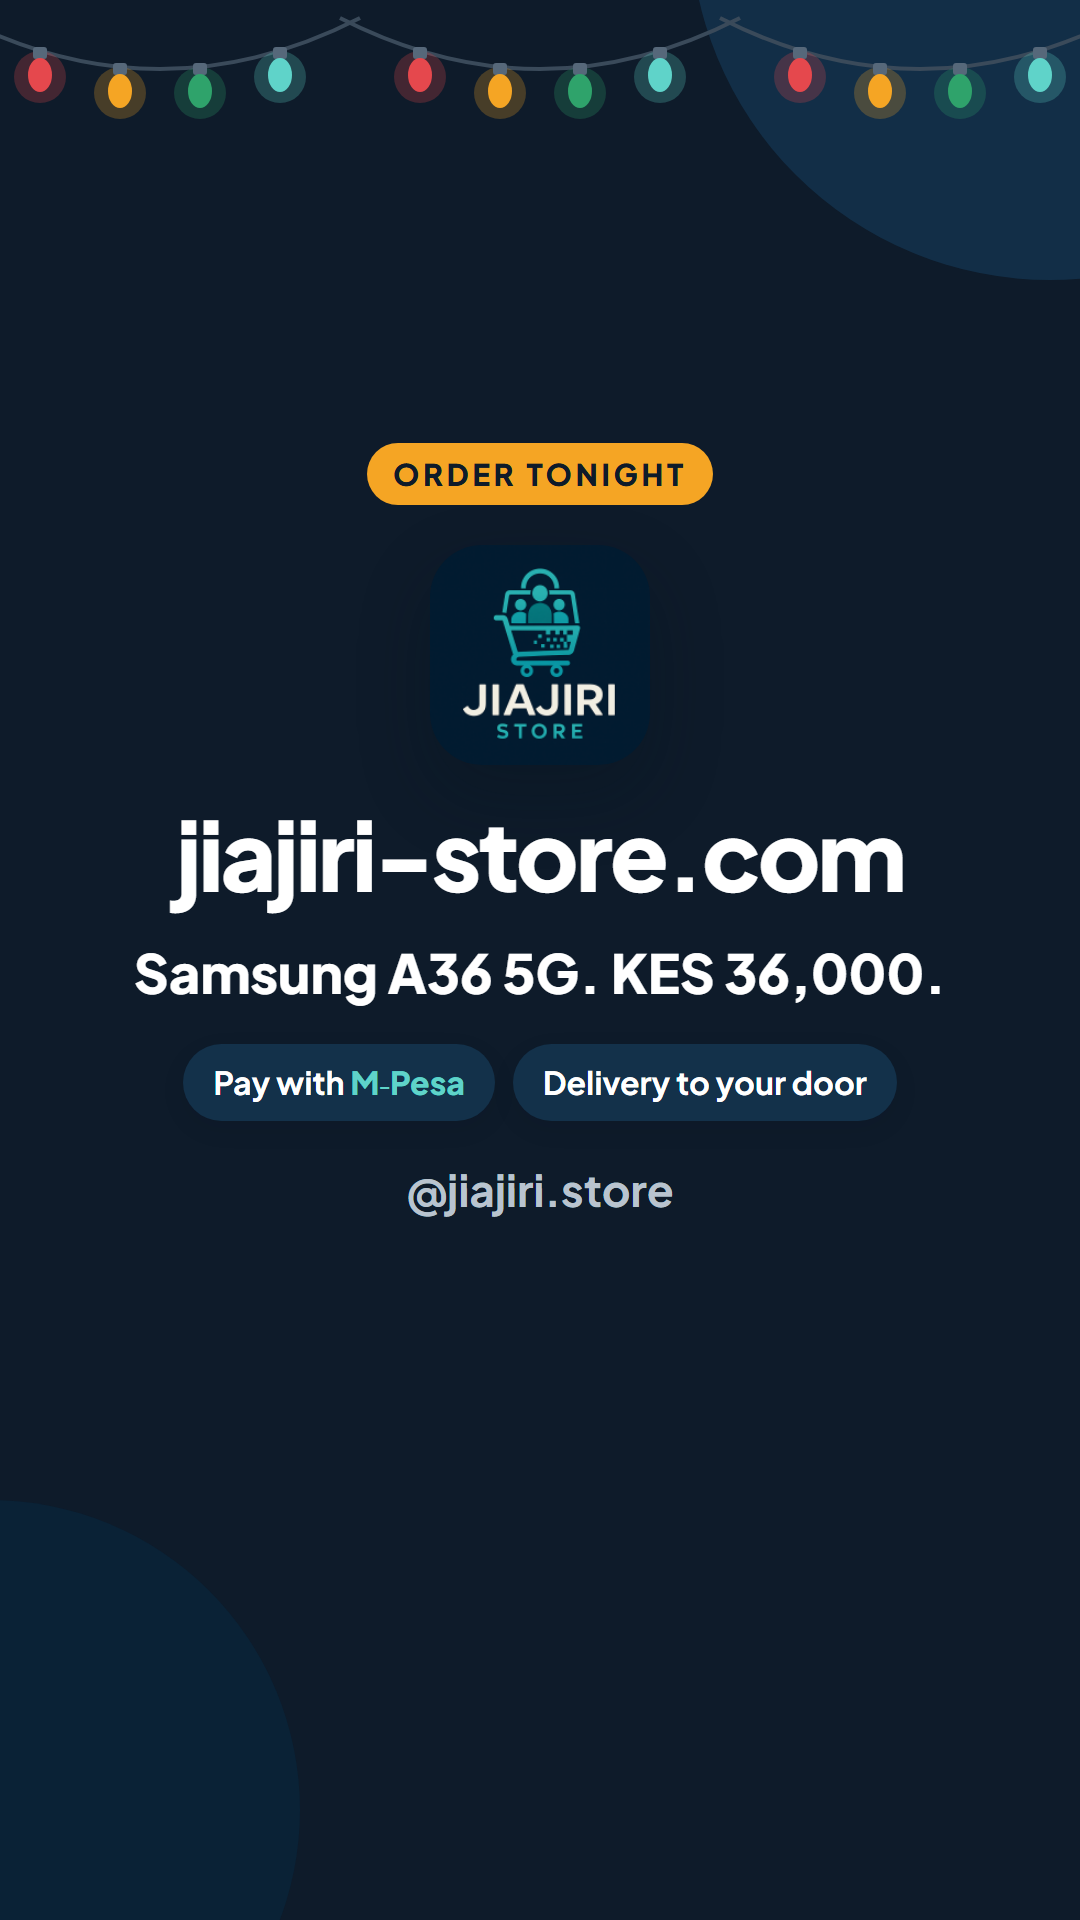 ORDER TONIGHT
JIAJIRI
STORE
jiajiri-store.com
Samsung A36 5G. KES 36,000.
Pay with M-Pesa
Delivery to your door
@jiajiri.store